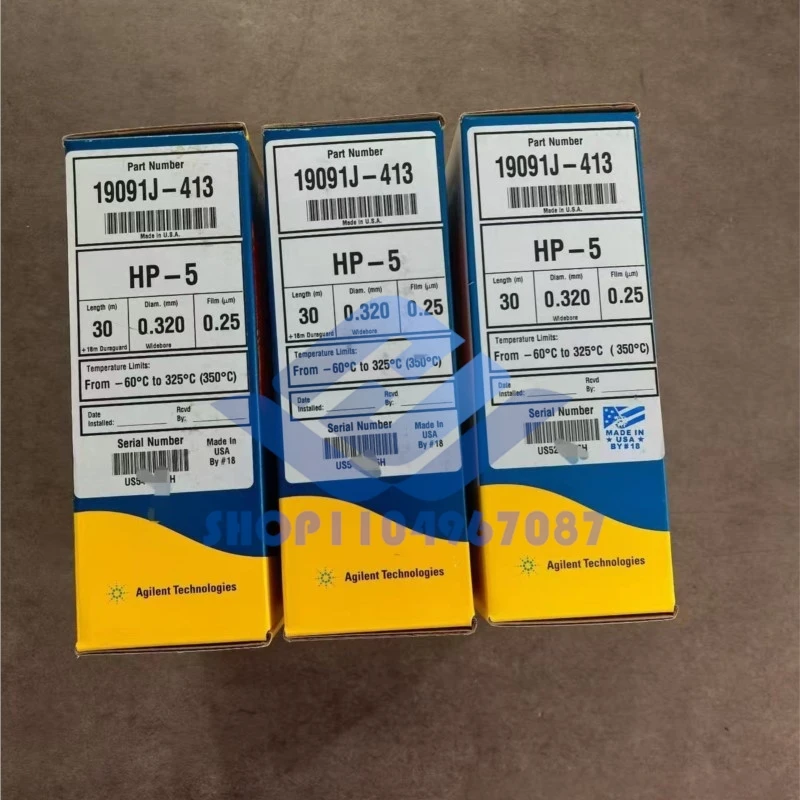 Part Number
19091J-413
Made in U.S.A.
HP-5
Length (m)
Diam. (mm)
Film (µm)
30
0.320
0.25
+18m Duraguard
Widebore
Temperature Limits:
From -60°C to 325°C (350°C)
Date
Installed:
Rcvd
By:
Serial Number
Made In
USA
By #18
Agilent Technologies
Part Number
19091J-413
Made in U.S.A.
HP-5
Length (m)
Diam. (mm)
Film (µm)
30
0.320
0.25
+18m Duraguard
Widebore
Temperature Limits:
From -60°C to 325°C (350°C)
Date
Installed:
Rcvd
By:
Serial Number
Made In
USA
By #18
Agilent Technologies
Part Number
19091J-413
Made in U.S.A.
HP-5
Length (m)
Diam. (mm)
Film (µm)
30
0.320
0.25
Widebore
Temperature Limits:
From -60°C to 325°C ( 350°C)
Date
Installed:
Rcvd
By:
Serial Number
MADE IN
USA
BY #18
Agilent Technologies
SHOP1104967087